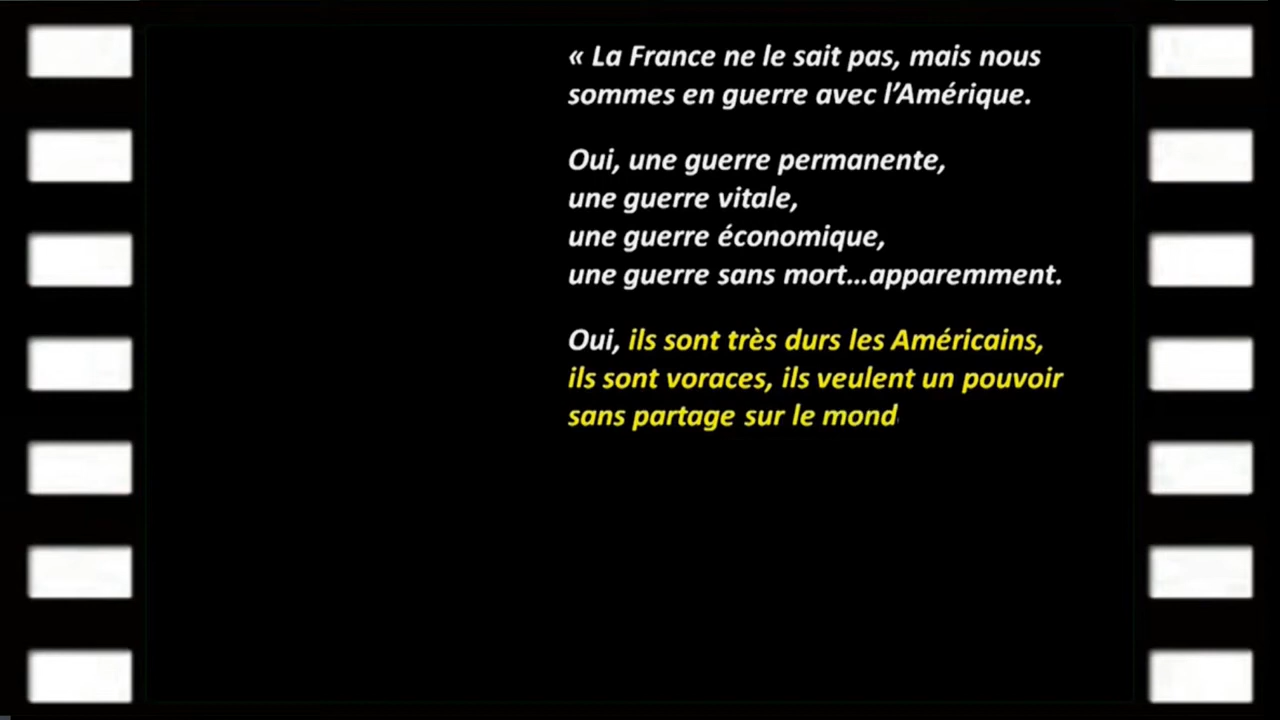 « La France ne le sait pas, mais nous
sommes en guerre avec l’Amérique.
Oui, une guerre permanente,
une guerre vitale,
une guerre économique,
une guerre sans mort...apparemment.
Oui, ils sont très durs les Américains,
ils sont voraces, ils veulent un pouvoir
sans partage sur le mond